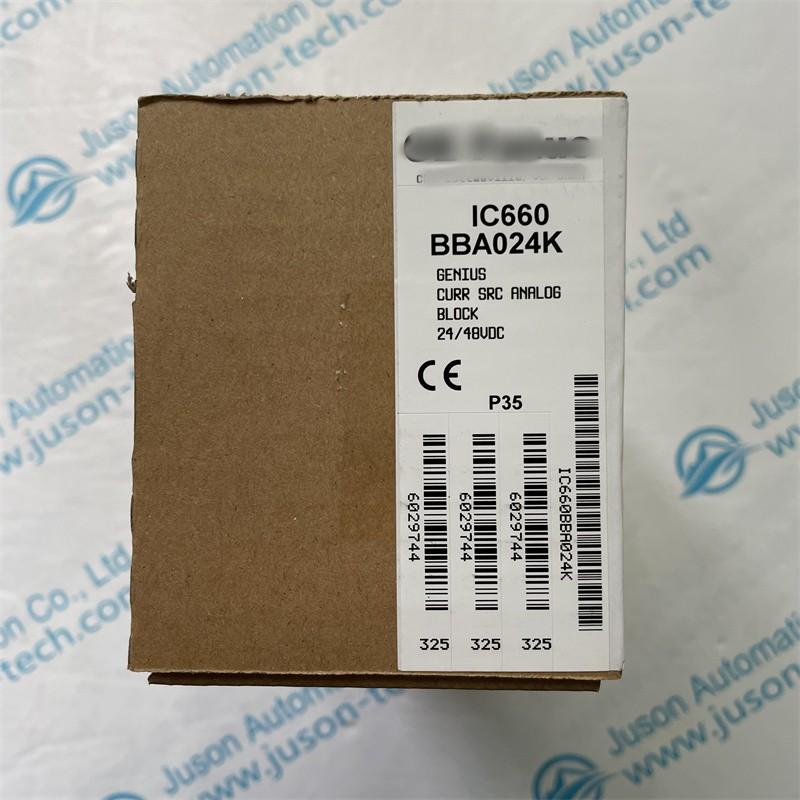 IC660
BBA024K
GENIUS
CURR SRC ANALOG
BLOCK
24/48VDC
CE
P35
6029744
6029744
6029744
IC660BBA024K
325
325
325
Juson Automation Co., Ltd
www.juson-tech.com